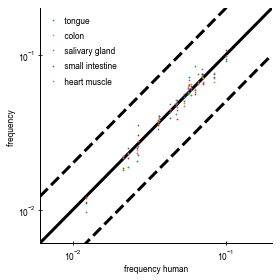 tongue
colon
salivary gland
small intestine
heart muscle
frequency
10⁻¹
10⁻²
10⁻²
10⁻¹
frequency human